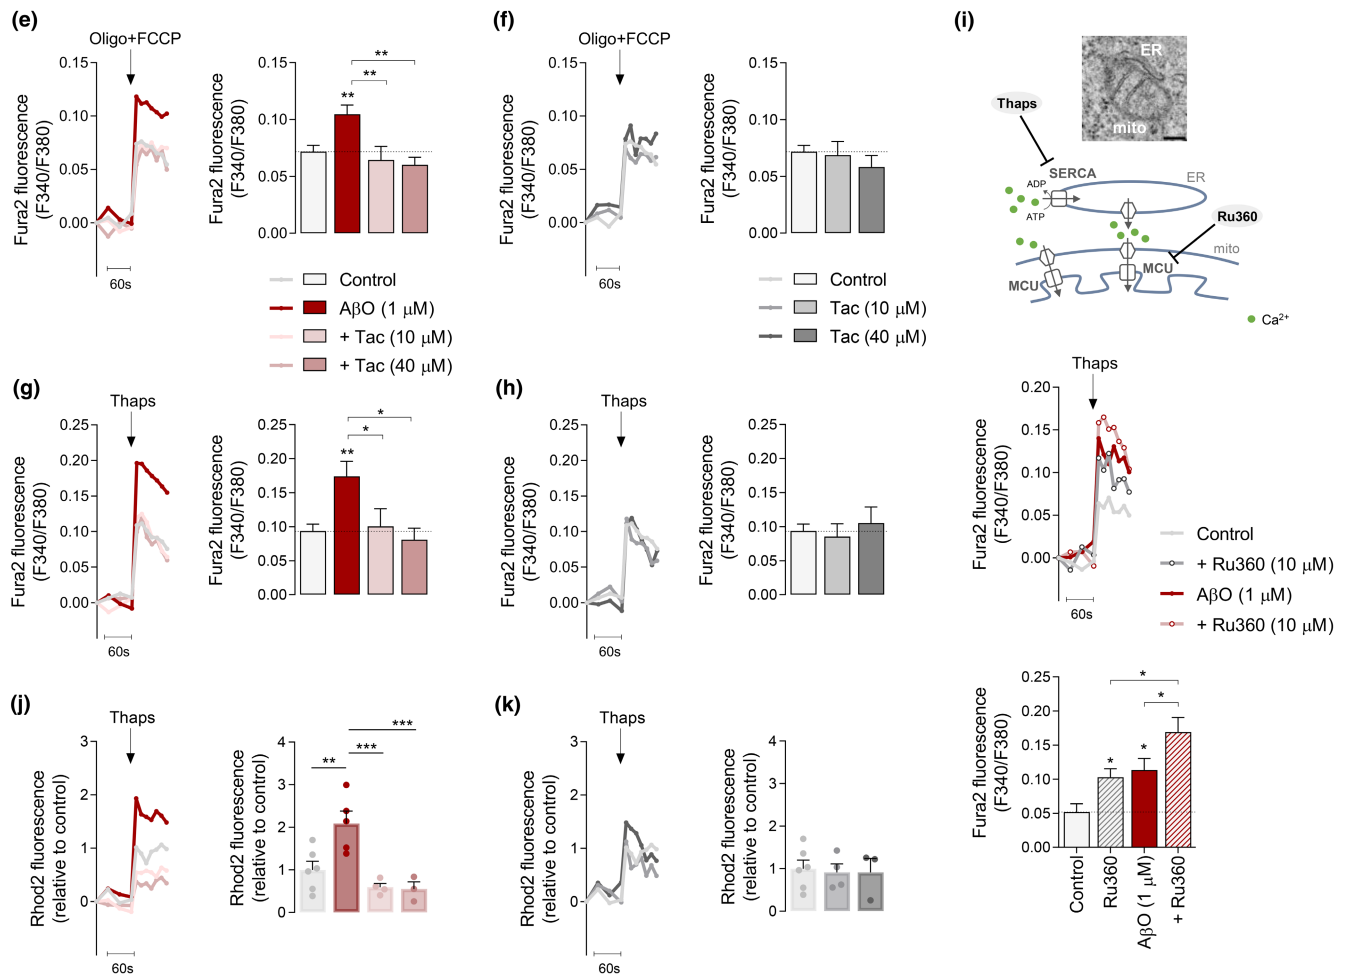 (e)
Oligo+FCCP
Fura2 fluorescence
(F340/F380)
0.15
0.10
0.05
0.00
60s
Fura2 fluorescence
(F340/F380)
0.15
0.10
0.05
0.00
**
**
**
Control
AβO (1 μM)
+ Tac (10 μM)
+ Tac (40 μM)
(f)
Oligo+FCCP
Fura2 fluorescence
(F340/F380)
0.15
0.10
0.05
0.00
60s
Fura2 fluorescence
(F340/F380)
0.15
0.10
0.05
0.00
Control
Tac (10 μM)
Tac (40 μM)
(g)
Thaps
Fura2 fluorescence
(F340/F380)
0.25
0.20
0.15
0.10
0.05
0.00
60s
Fura2 fluorescence
(F340/F380)
0.25
0.20
0.15
0.10
0.05
0.00
*
*
**
(h)
Thaps
Fura2 fluorescence
(F340/F380)
0.25
0.20
0.15
0.10
0.05
0.00
60s
Fura2 fluorescence
(F340/F380)
0.25
0.20
0.15
0.10
0.05
0.00
(i)
ER
mito
Thaps
SERCA
ER
ADP
ATP
Ru360
mito
MCU
MCU
Ca²⁺
Thaps
Fura2 fluorescence
(F340/F380)
0.20
0.15
0.10
0.05
0.00
60s
Control
+ Ru360 (10 μM)
AβO (1 μM)
+ Ru360 (10 μM)
Fura2 fluorescence
(F340/F380)
0.25
0.20
0.15
0.10
0.05
0.00
*
*
*
*
Control
Ru360
AβO (1 μM)
+ Ru360
(j)
Thaps
Rhod2 fluorescence
(relative to control)
3
2
1
0
60s
Rhod2 fluorescence
(relative to control)
4
3
2
1
0
***
***
**
(k)
Thaps
Rhod2 fluorescence
(relative to control)
3
2
1
0
60s
Rhod2 fluorescence
(relative to control)
4
3
2
1
0